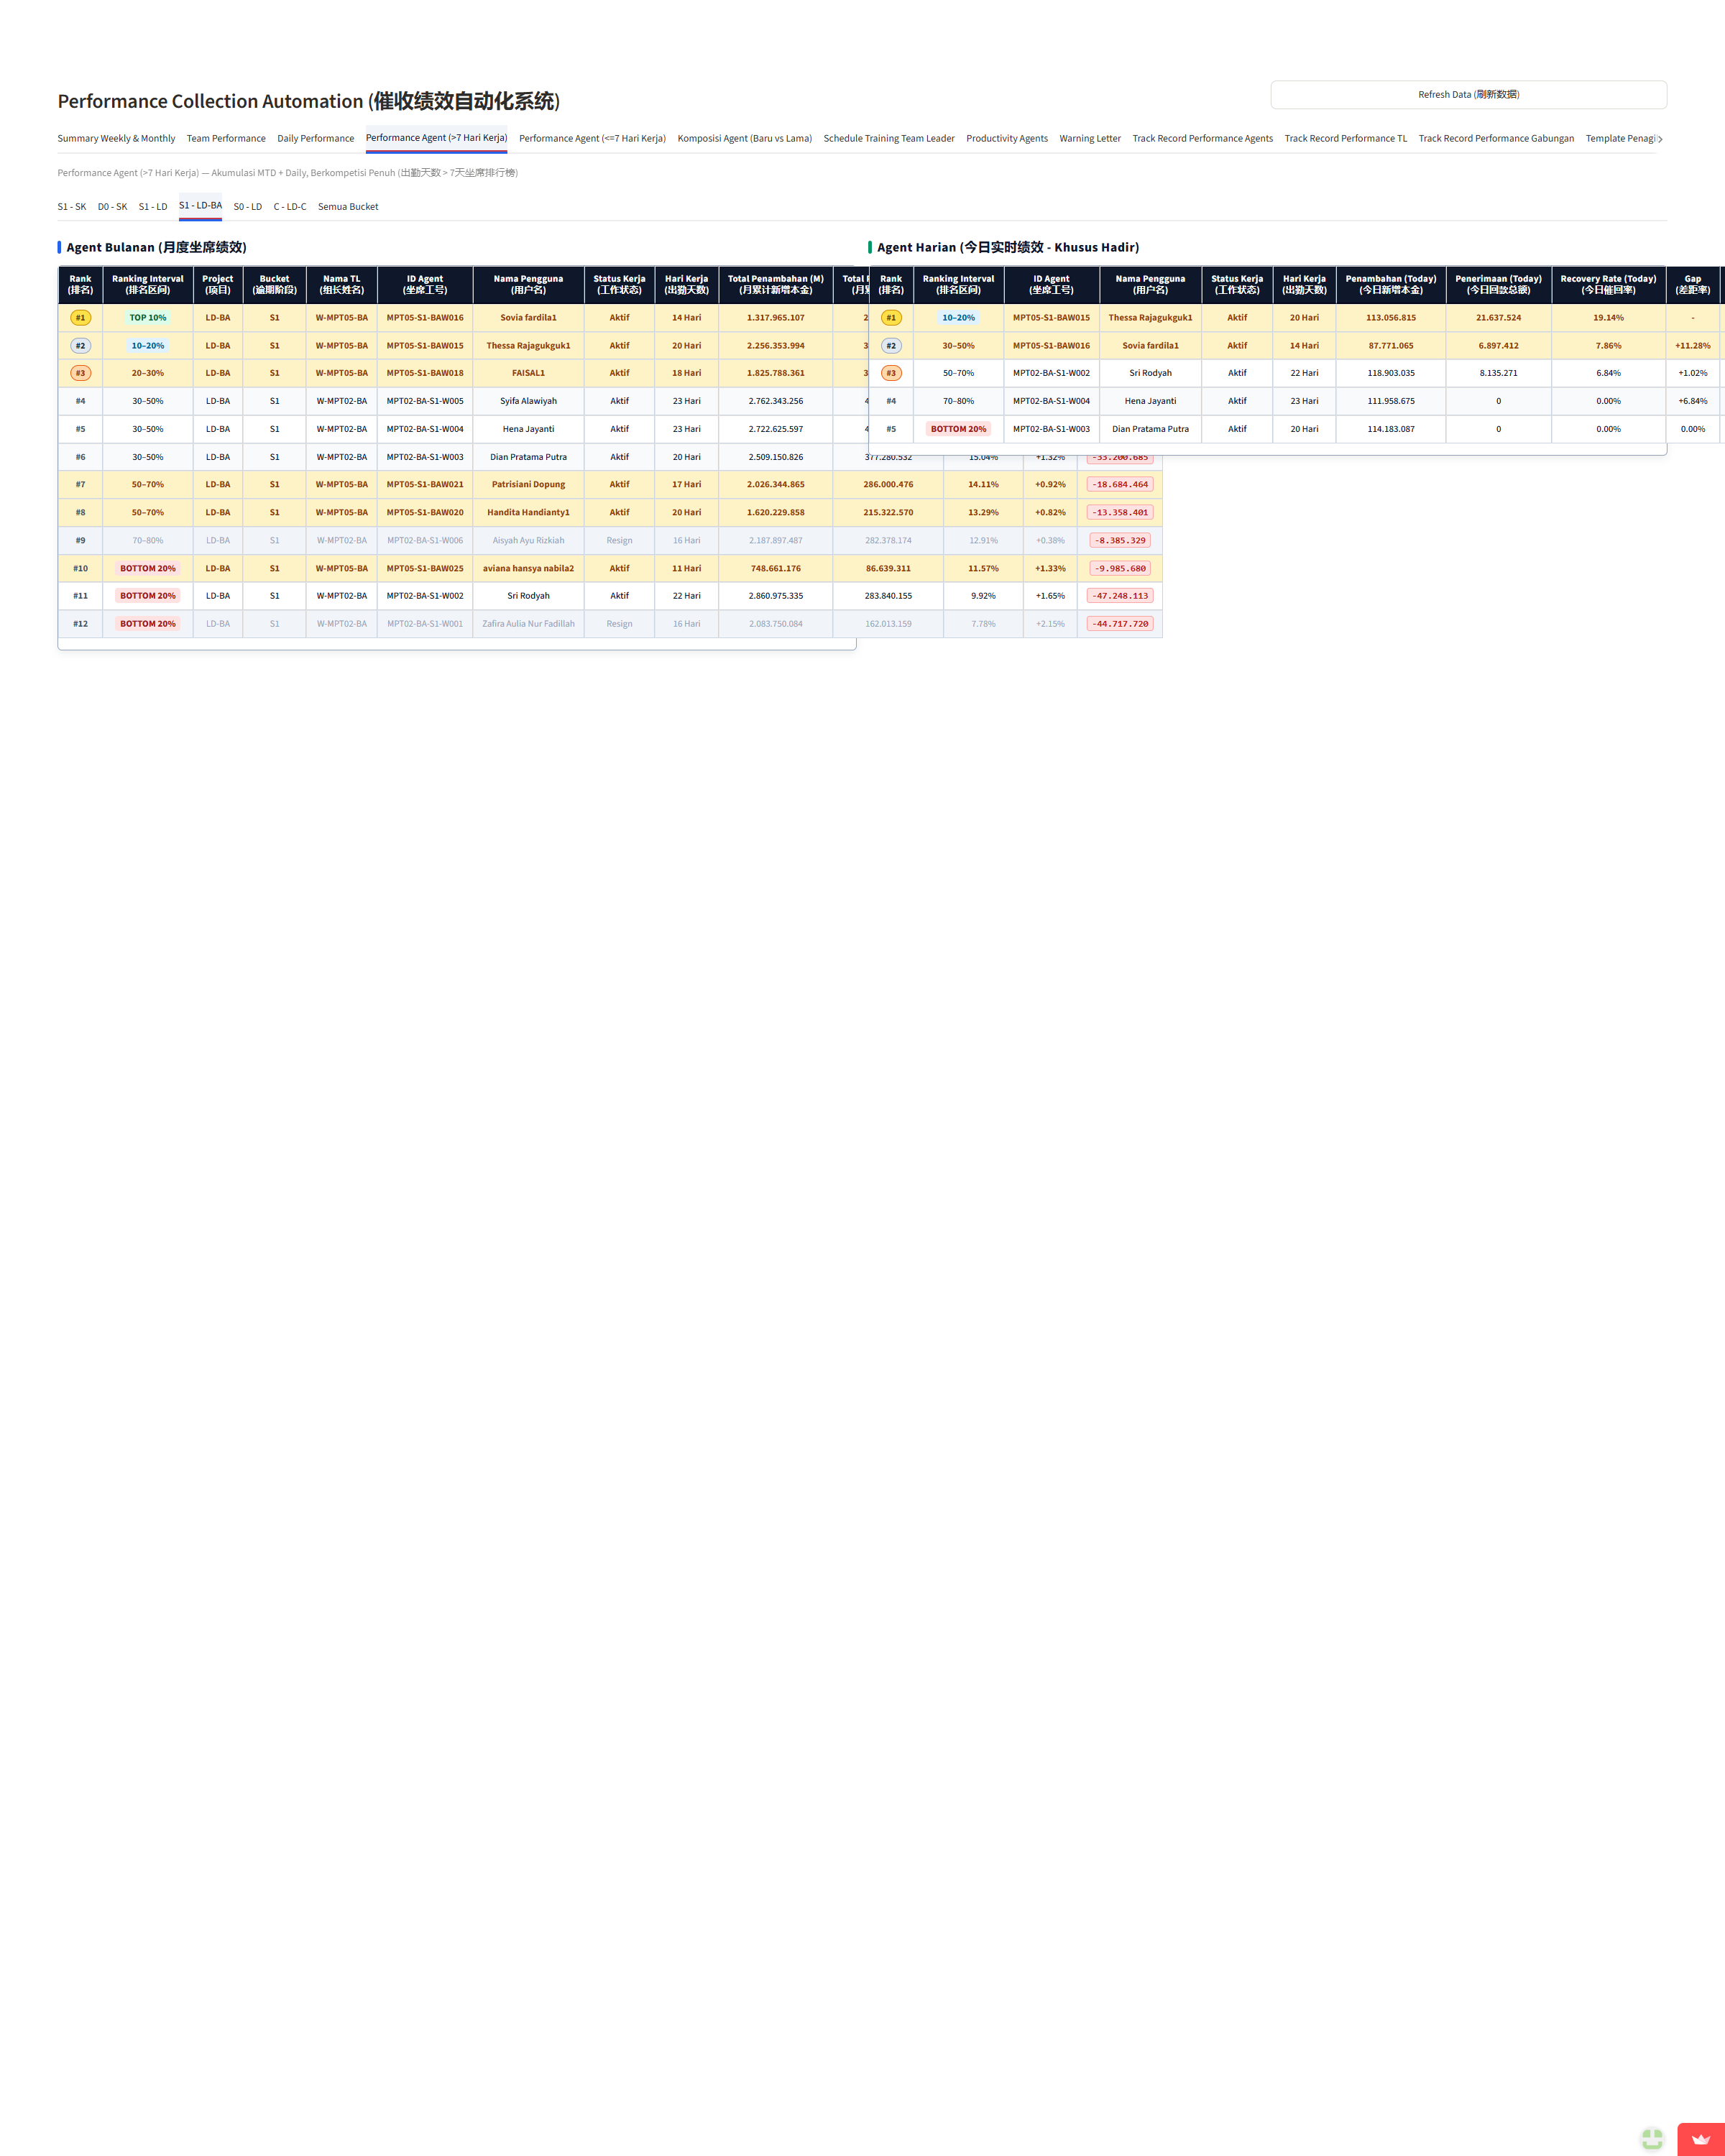 Performance Collection Automation (催收绩效自动化系统)
Refresh Data (刷新数据)
Summary Weekly & Monthly Team Performance Daily Performance Performance Agent (>7 Hari Kerja) Performance Agent (<=7 Hari Kerja) Komposisi Agent (Baru vs Lama) Schedule Training Team Leader Productivity Agents Warning Letter Track Record Performance Agents Track Record Performance TL Track Record Performance Gabungan Template Penagi
Performance Agent (>7 Hari Kerja) — Akumulasi MTD + Daily, Berkompetisi Penuh (出勤天数 > 7天坐席排行榜)
S1 - SK D0 - SK S1 - LD S1 - LD-BA S0 - LD C - LD-C Semua Bucket
Agent Bulanan (月度坐席绩效)
Rank Ranking Interval Project Bucket Nama TL ID Agent Nama Pengguna Status Kerja Hari Kerja Total Penambahan (M) Total
(排名) (排名区间) (项目) (逾期阶段) (组长姓名) (坐席工号) (用户名) (工作状态) (出勤天数) (月累计新增本金) (月
#1 TOP 10% LD-BA S1 W-MPT05-BA MPT05-S1-BAW016 Sovia fardila1 Aktif 14 Hari 1.317.965.107 2
#2 10–20% LD-BA S1 W-MPT05-BA MPT05-S1-BAW015 Thessa Rajagukguk1 Aktif 20 Hari 2.256.353.994 3
#3 20–30% LD-BA S1 W-MPT05-BA MPT05-S1-BAW018 FAISAL1 Aktif 18 Hari 1.825.788.361 3
#4 30–50% LD-BA S1 W-MPT02-BA MPT02-BA-S1-W005 Syifa Alawiyah Aktif 23 Hari 2.762.343.256 4
#5 30–50% LD-BA S1 W-MPT02-BA MPT02-BA-S1-W004 Hena Jayanti Aktif 23 Hari 2.722.625.597 4
#6 30–50% LD-BA S1 W-MPT02-BA MPT02-BA-S1-W003 Dian Pratama Putra Aktif 20 Hari 2.509.150.826 377.280.532 15.04% +1.32% -33.200.685
#7 50–70% LD-BA S1 W-MPT05-BA MPT05-S1-BAW021 Patrisiani Dopung Aktif 17 Hari 2.026.344.865 286.000.476 14.11% +0.92% -18.684.464
#8 50–70% LD-BA S1 W-MPT05-BA MPT05-S1-BAW020 Handita Handianty1 Aktif 20 Hari 1.620.229.858 215.322.570 13.29% +0.82% -13.358.401
#9 70–80% LD-BA S1 W-MPT02-BA MPT02-BA-S1-W006 Aisyah Ayu Rizkiah Resign 16 Hari 2.187.897.487 282.378.174 12.91% +0.38% -8.385.329
#10 BOTTOM 20% LD-BA S1 W-MPT05-BA MPT05-S1-BAW025 aviana hansya nabila2 Aktif 11 Hari 748.661.176 86.639.311 11.57% +1.33% -9.985.680
#11 BOTTOM 20% LD-BA S1 W-MPT02-BA MPT02-BA-S1-W002 Sri Rodyah Aktif 22 Hari 2.860.975.335 283.840.155 9.92% +1.65% -47.248.113
#12 BOTTOM 20% LD-BA S1 W-MPT02-BA MPT02-BA-S1-W001 Zafira Aulia Nur Fadillah Resign 16 Hari 2.083.750.084 162.013.159 7.78% +2.15% -44.717.720
Agent Harian (今日实时绩效 - Khusus Hadir)
Rank Ranking Interval ID Agent Nama Pengguna Status Kerja Hari Kerja Penambahan (Today) Penerimaan (Today) Recovery Rate (Today) Gap
(排名) (排名区间) (坐席工号) (用户名) (工作状态) (出勤天数) (今日新增本金) (今日回款总额) (今日催回率) (差距率)
#1 10–20% MPT05-S1-BAW015 Thessa Rajagukguk1 Aktif 20 Hari 113.056.815 21.637.524 19.14% -
#2 30–50% MPT05-S1-BAW016 Sovia fardila1 Aktif 14 Hari 87.771.065 6.897.412 7.86% +11.28%
#3 50–70% MPT02-BA-S1-W002 Sri Rodyah Aktif 22 Hari 118.903.035 8.135.271 6.84% +1.02%
#4 70–80% MPT02-BA-S1-W004 Hena Jayanti Aktif 23 Hari 111.958.675 0 0.00% +6.84%
#5 BOTTOM 20% MPT02-BA-S1-W003 Dian Pratama Putra Aktif 20 Hari 114.183.087 0 0.00% 0.00%